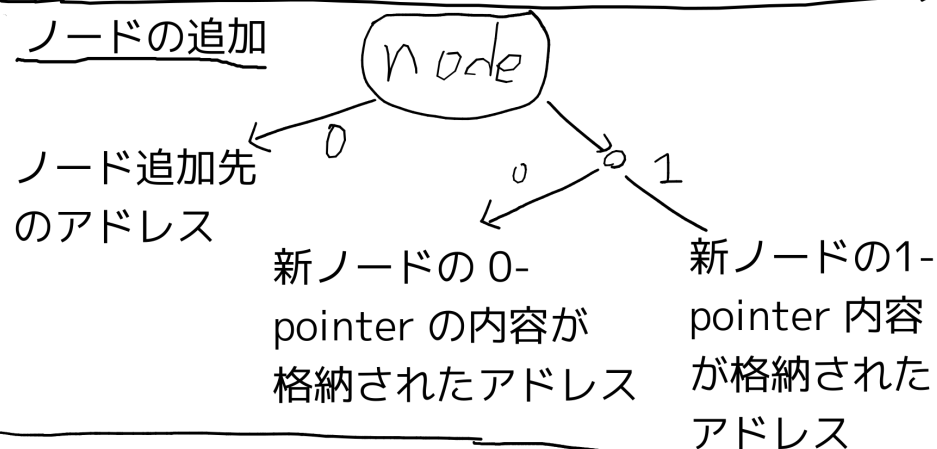 ノードの追加
node
0
ノード追加先
のアドレス
0
1
新ノードの 0-
pointer の内容が
格納されたアドレス
新ノードの1-
pointer 内容
が格納された
アドレス